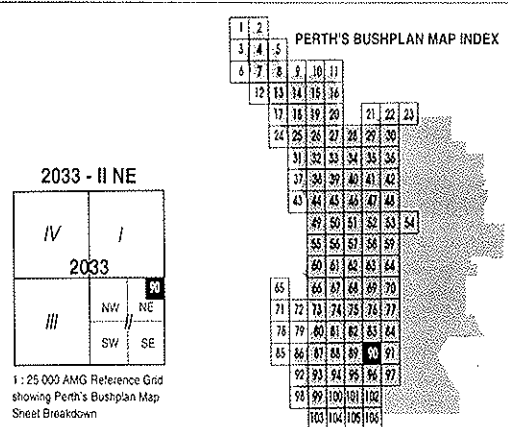 PERTH'S BUSHPLAN MAP INDEX
1 2
3 4 5
6 7 8 9 10 11
12 13 14 15 16
17 18 19 20 21 22 23
24 25 26 27 28 29 30
31 32 33 34 35 36
37 38 39 40 41 42
43 44 45 46 47 48
49 50 51 52 53 54
55 56 57 58 59
60 61 62 63 64
65 66 67 68 69 70
71 72 73 74 75 76 77
78 79 80 81 82 83 84
85 86 87 88 89 90 91
92 93 94 95 96 97
98 99 100 101 102
103 104 105 106
2033 - II NE
IV I
2033
90
III NW NE
II
SW SE
1 : 25 000 AMG Reference Grid
showing Perth's Bushplan Map
Sheet Breakdown